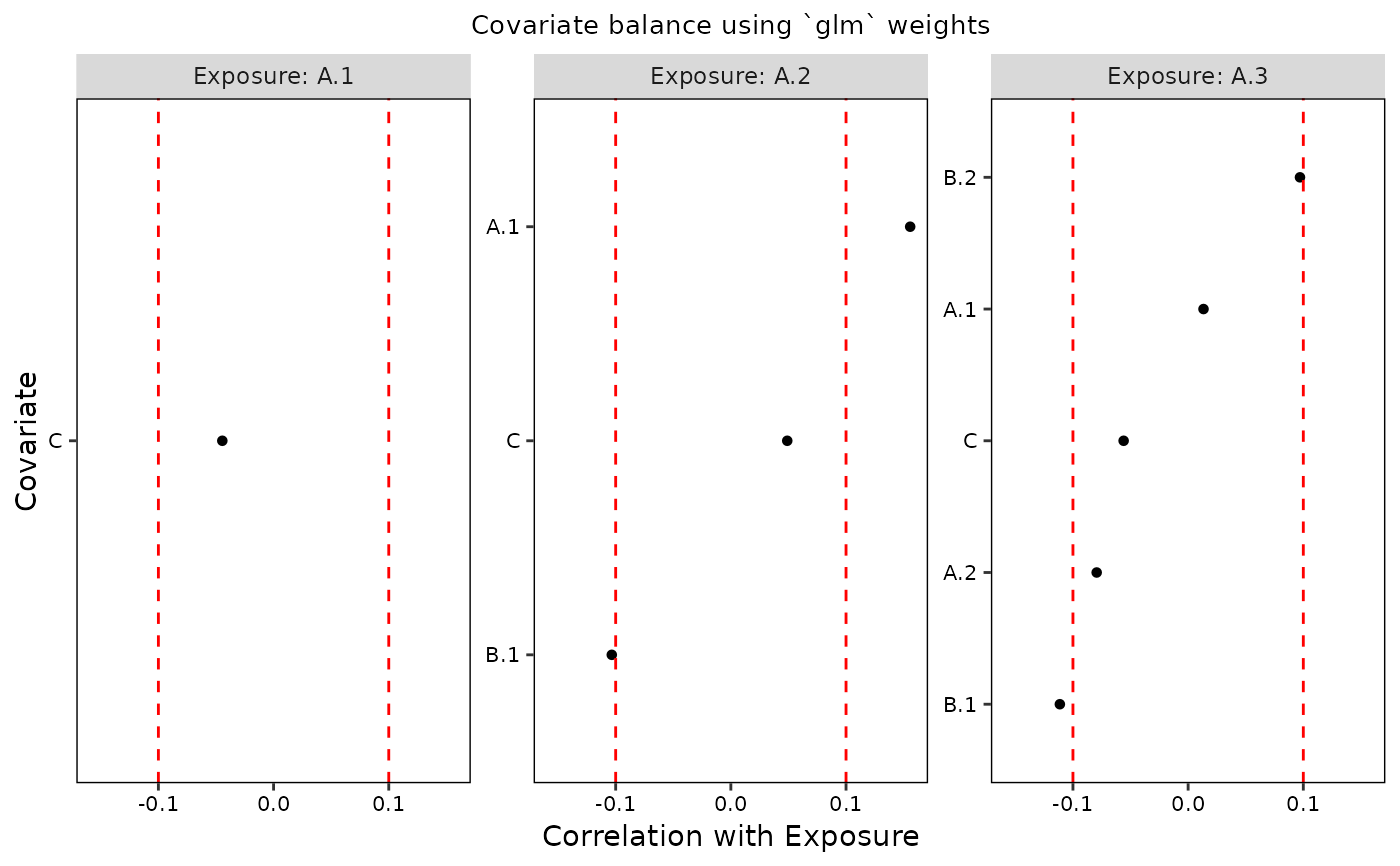 Covariate balance using `glm` weights
Exposure: A.1
Exposure: A.2
Exposure: A.3
Covariate
C
A.1
C
B.1
B.2
A.1
C
A.2
B.1
-0.1 0.0 0.1
-0.1 0.0 0.1
-0.1 0.0 0.1
Correlation with Exposure